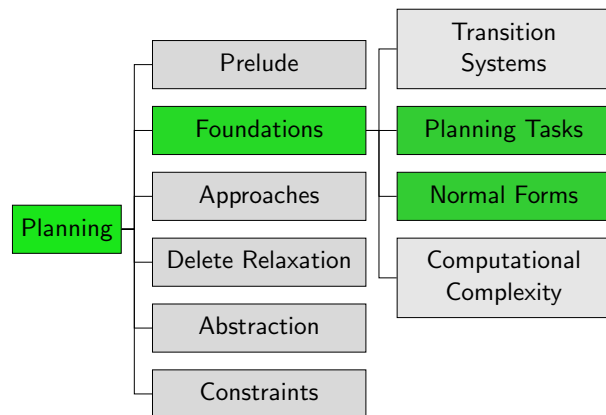 Planning
Prelude
Foundations
Approaches
Delete Relaxation
Abstraction
Constraints
Transition
Systems
Planning Tasks
Normal Forms
Computational
Complexity